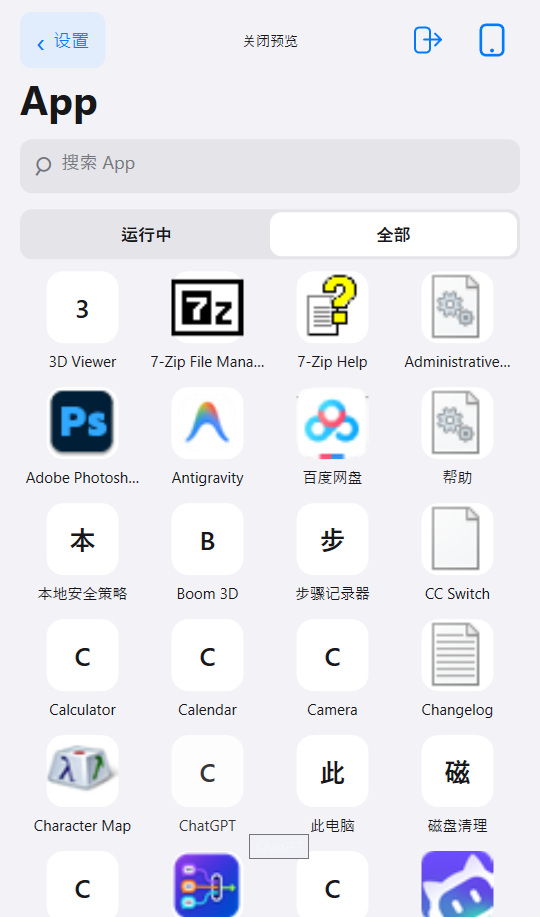 ‹ 设置
关闭预览
App
搜索 App
运行中
全部
3
7z
3D Viewer
7-Zip File Mana...
7-Zip Help
Administrative...
Ps
Adobe Photosh...
Antigravity
百度网盘
帮助
本
B
步
本地安全策略
Boom 3D
步骤记录器
CC Switch
C
C
C
Calculator
Calendar
Camera
Changelog
λ
C
此
磁
Character Map
ChatGPT
此电脑
磁盘清理
C
C